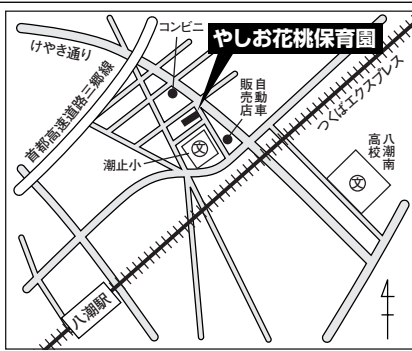 コンビニ
やしお花桃保育園
けやき通り
首都高速道路三郷線
自動車
販売店
つくばエクスプレス
潮止小
文
八潮南
高校
文
八潮駅